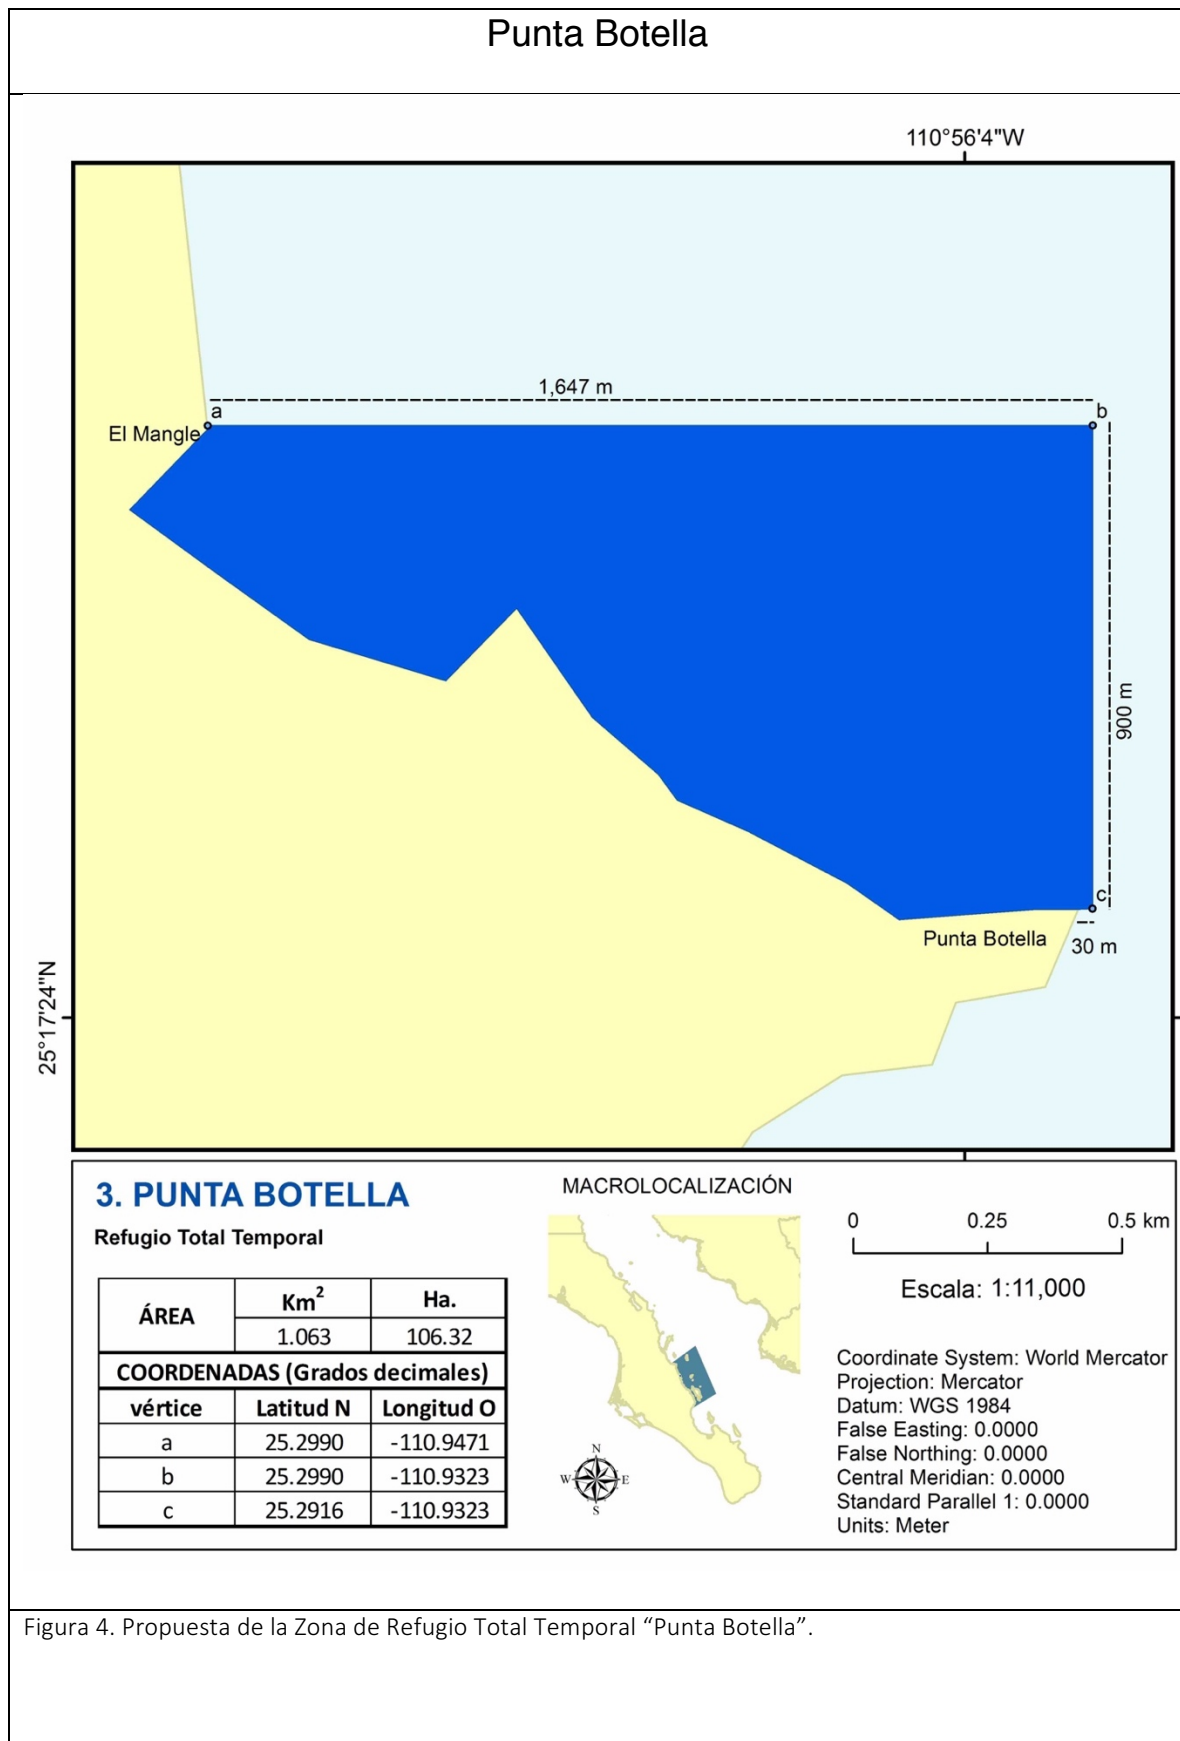 Punta Botella
110°56'4"W
1,647 m
a
b
El Mangle
900 m
c
Punta Botella
30 m
25°17'24"N
3. PUNTA BOTELLA
Refugio Total Temporal
ÁREA Km² Ha.
1.063 106.32
COORDENADAS (Grados decimales)
vértice Latitud N Longitud O
a 25.2990 -110.9471
b 25.2990 -110.9323
c 25.2916 -110.9323
MACROLOCALIZACIÓN
N
W E
S
0 0.25 0.5 km
Escala: 1:11,000
Coordinate System: World Mercator
Projection: Mercator
Datum: WGS 1984
False Easting: 0.0000
False Northing: 0.0000
Central Meridian: 0.0000
Standard Parallel 1: 0.0000
Units: Meter
Figura 4. Propuesta de la Zona de Refugio Total Temporal “Punta Botella”.